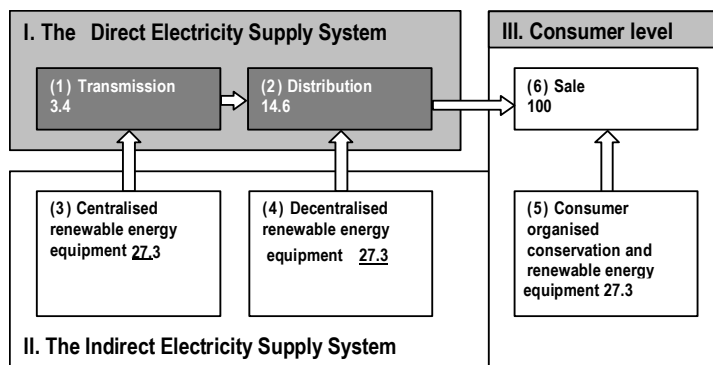 I. The Direct Electricity Supply System
III. Consumer level
(1) Transmission
3.4
(2) Distribution
14.6
(6) Sale
100
(3) Centralised
renewable energy
equipment 27.3
(4) Decentralised
renewable energy
equipment 27.3
(5) Consumer
organised
conservation and
renewable energy
equipment 27.3
II. The Indirect Electricity Supply System